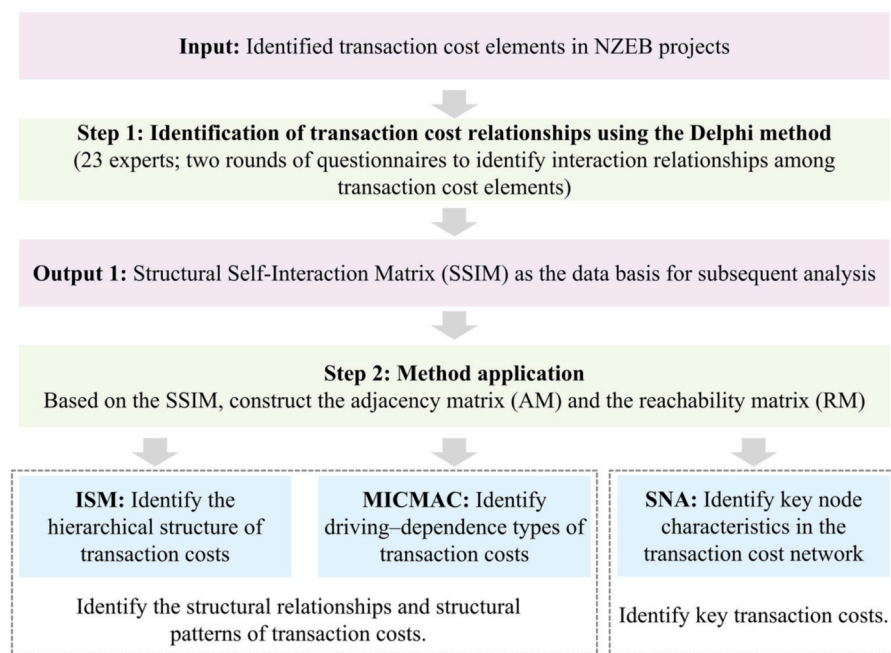 Input: Identified transaction cost elements in NZEB projects
Step 1: Identification of transaction cost relationships using the Delphi method
(23 experts; two rounds of questionnaires to identify interaction relationships among
transaction cost elements)
Output 1: Structural Self-Interaction Matrix (SSIM) as the data basis for subsequent analysis
Step 2: Method application
Based on the SSIM, construct the adjacency matrix (AM) and the reachability matrix (RM)
ISM: Identify the
hierarchical structure of
transaction costs
MICMAC: Identify
driving–dependence types of
transaction costs
SNA: Identify key node
characteristics in the
transaction cost network
Identify the structural relationships and structural
patterns of transaction costs.
Identify key transaction costs.